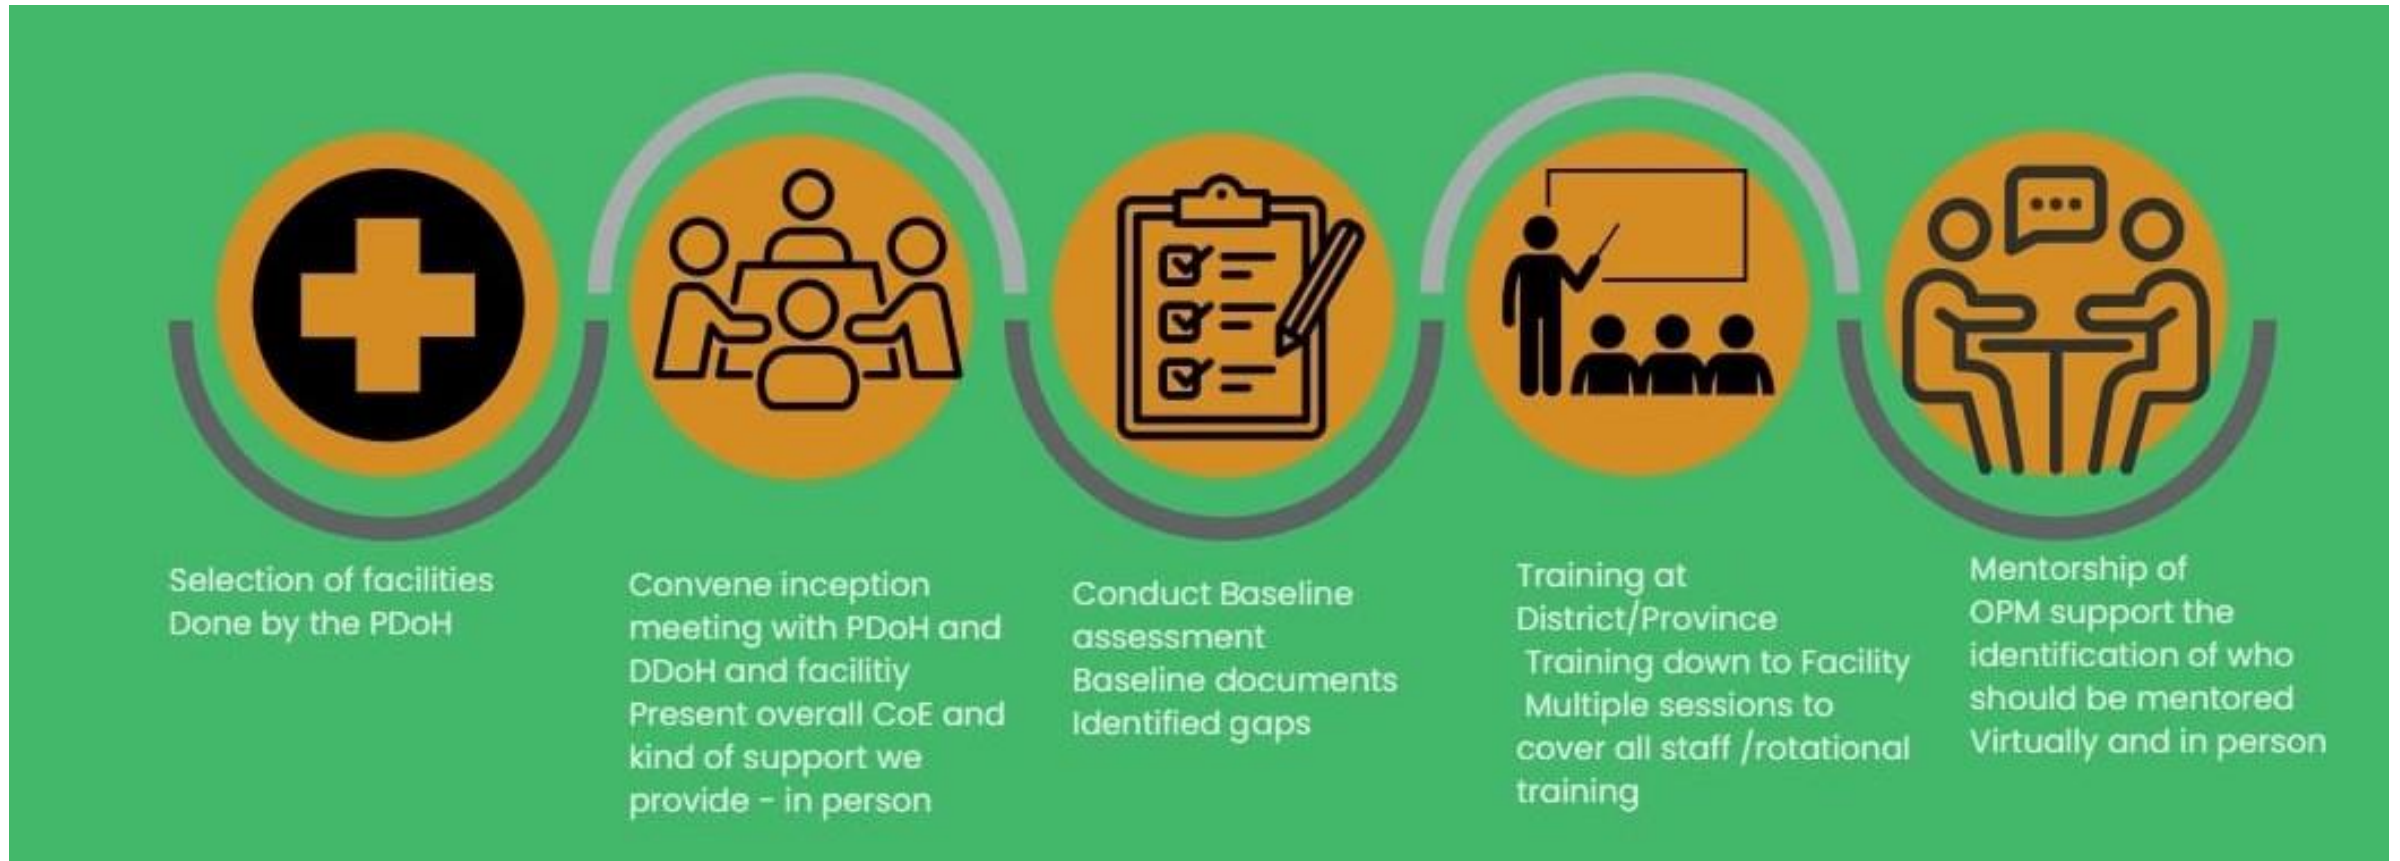 Selection of facilities
Done by the PDoH
Convene inception
meeting with PDoH and
DDoH and facilitiy
Present overall CoE and
kind of support we
provide - in person
Conduct Baseline
assessment
Baseline documents
Identified gaps
Training at
District/Province
Training down to Facility
Multiple sessions to
cover all staff /rotational
training
Mentorship of
OPM support the
identification of who
should be mentored
Virtually and in person